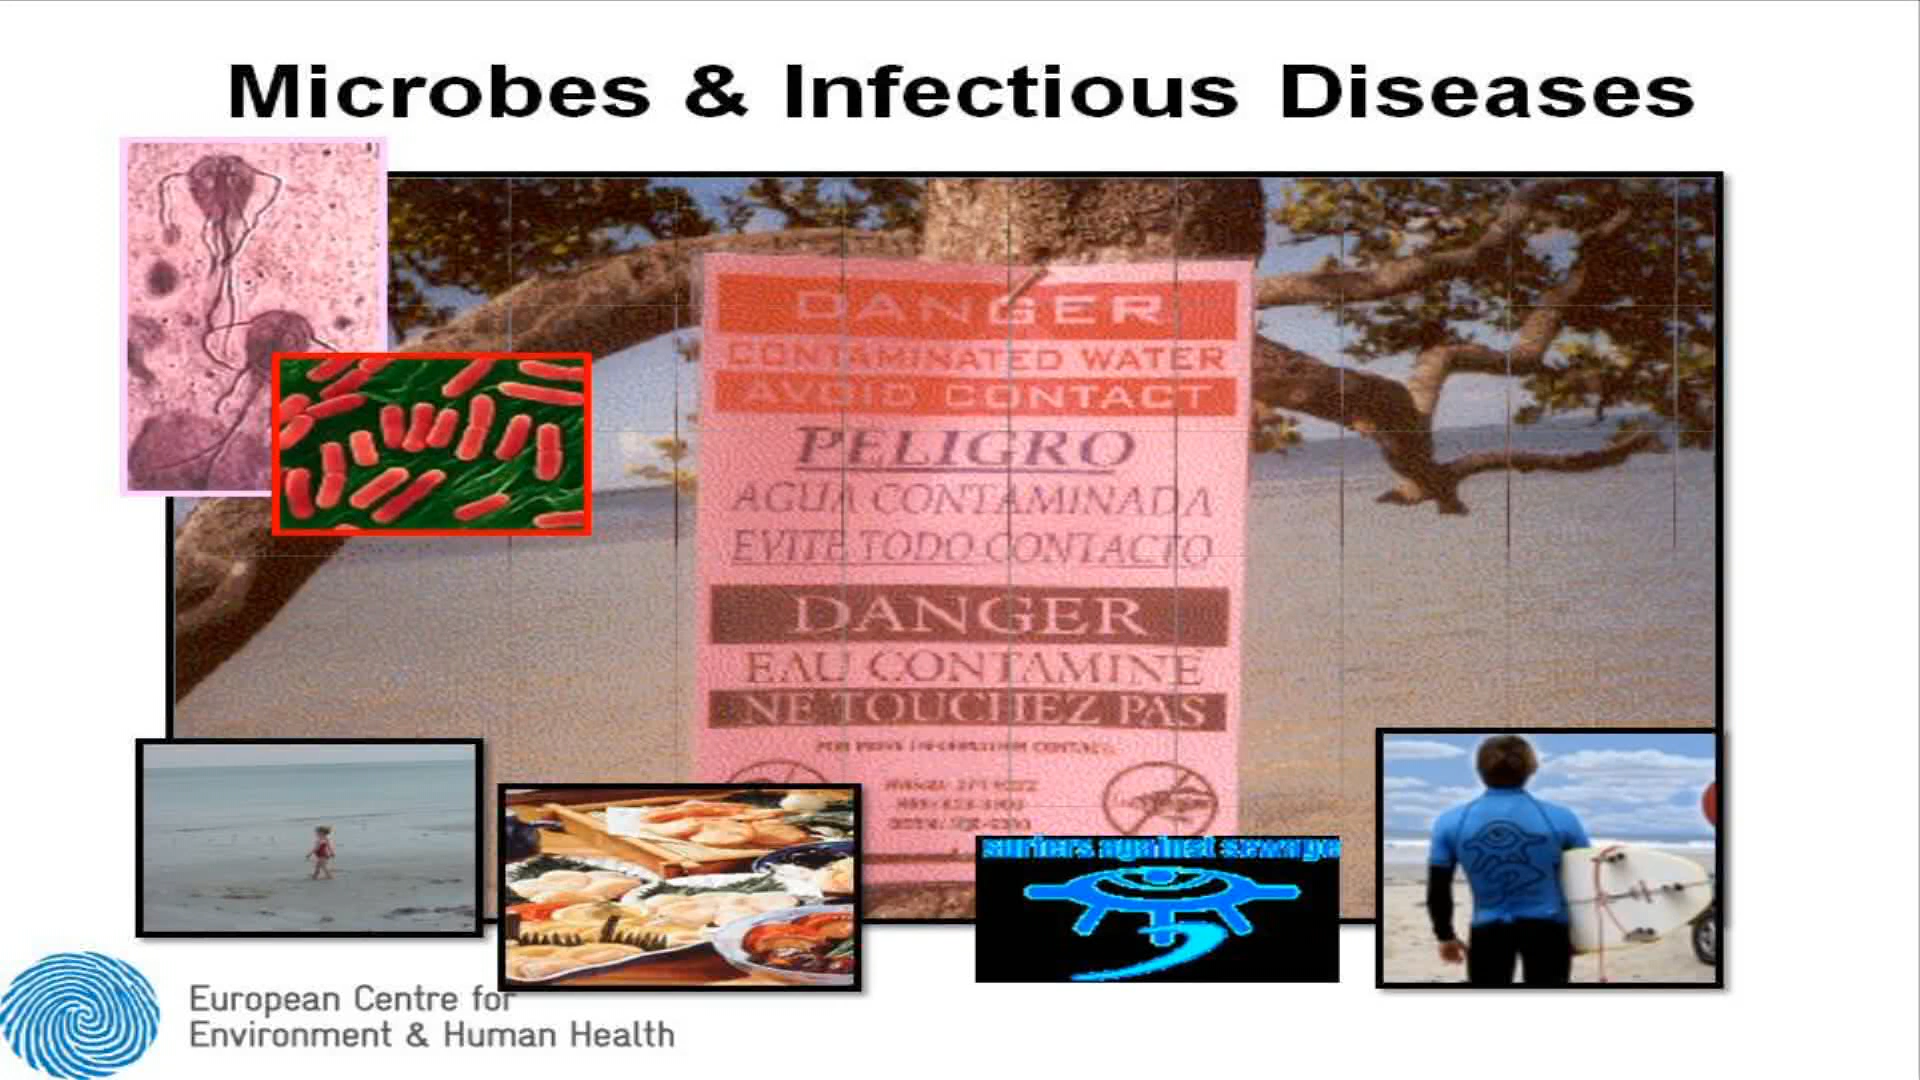 Microbes & Infectious Diseases
DANGER
CONTAMINATED WATER
AVOID CONTACT
PELIGRO
AGUA CONTAMINADA
EVITE TODO CONTACTO
DANGER
EAU CONTAMINE
NE TOUCHEZ PAS
surfers against sewage
European Centre for
Environment & Human Health